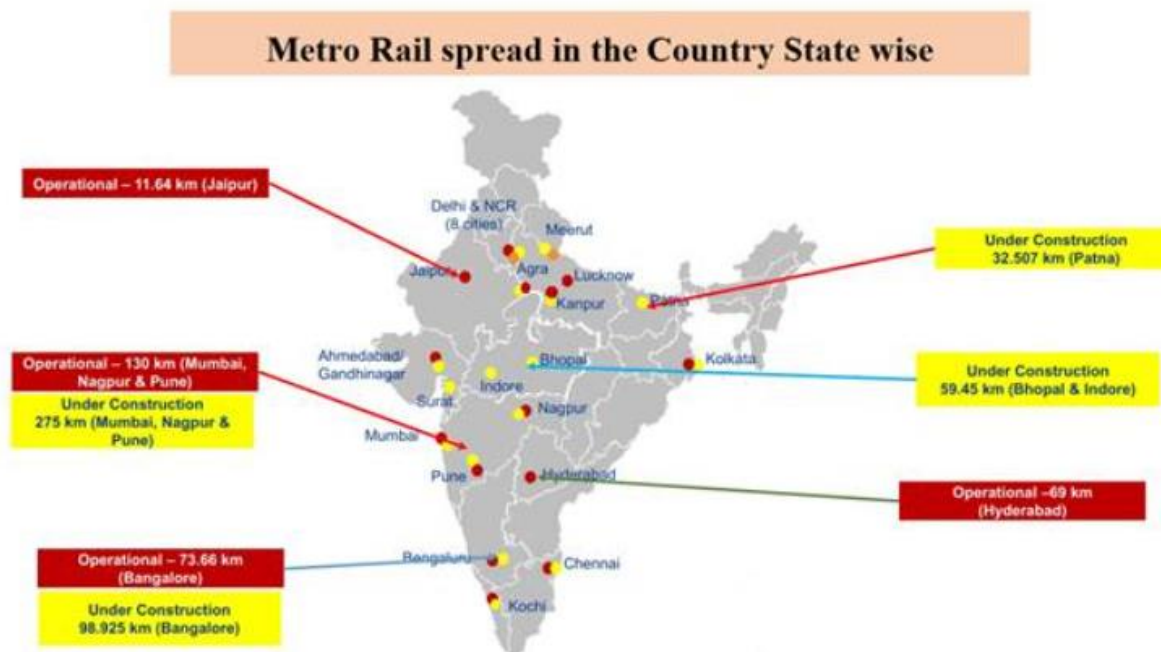 Metro Rail spread in the Country State wise
Operational – 11.64 km (Jaipur)
Delhi & NCR
(8 cities)
Meerut
Under Construction
32.507 km (Patna)
Jaipur
Agra
Lucknow
Kanpur
Patna
Operational – 130 km (Mumbai,
Nagpur & Pune)
Under Construction
275 km (Mumbai, Nagpur &
Pune)
Ahmedabad/
Gandhinagar
Bhopal
Kolkata
Indore
Surat
Under Construction
59.45 km (Bhopal & Indore)
Nagpur
Mumbai
Pune
Hyderabad
Operational –69 km
(Hyderabad)
Operational – 73.66 km
(Bangalore)
Under Construction
98.925 km (Bangalore)
Bengaluru
Chennai
Kochi